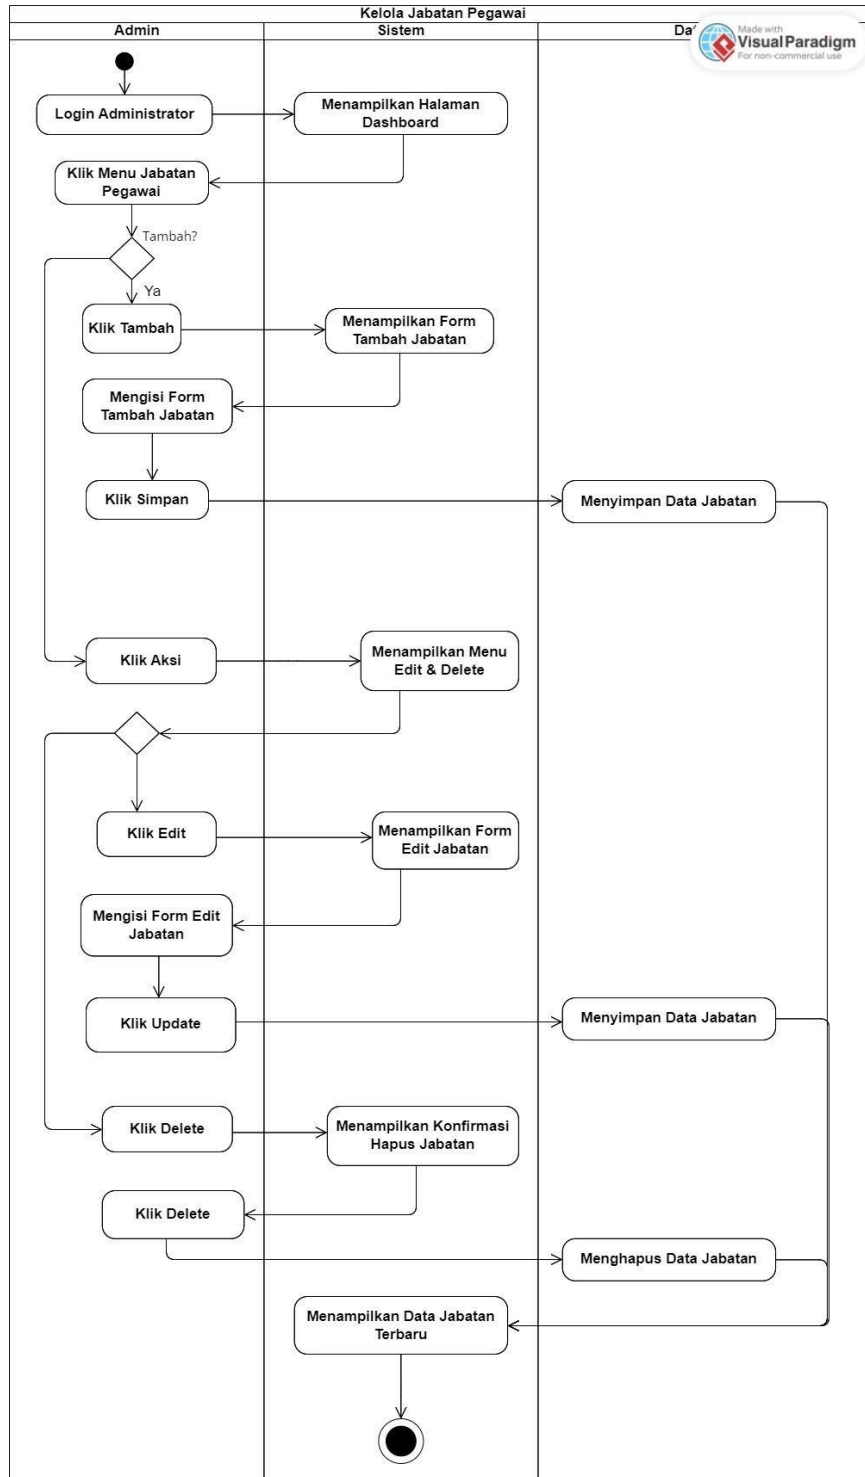 Kelola Jabatan Pegawai
Admin
Sistem
Made with
Visual Paradigm
For non-commercial use
Login Administrator
Menampilkan Halaman
Dashboard
Klik Menu Jabatan
Pegawai
Tambah?
Ya
Klik Tambah
Menampilkan Form
Tambah Jabatan
Mengisi Form
Tambah Jabatan
Klik Simpan
Menyimpan Data Jabatan
Klik Aksi
Menampilkan Menu
Edit & Delete
Klik Edit
Menampilkan Form
Edit Jabatan
Mengisi Form Edit
Jabatan
Klik Update
Menyimpan Data Jabatan
Klik Delete
Menampilkan Konfirmasi
Hapus Jabatan
Klik Delete
Menghapus Data Jabatan
Menampilkan Data Jabatan
Terbaru